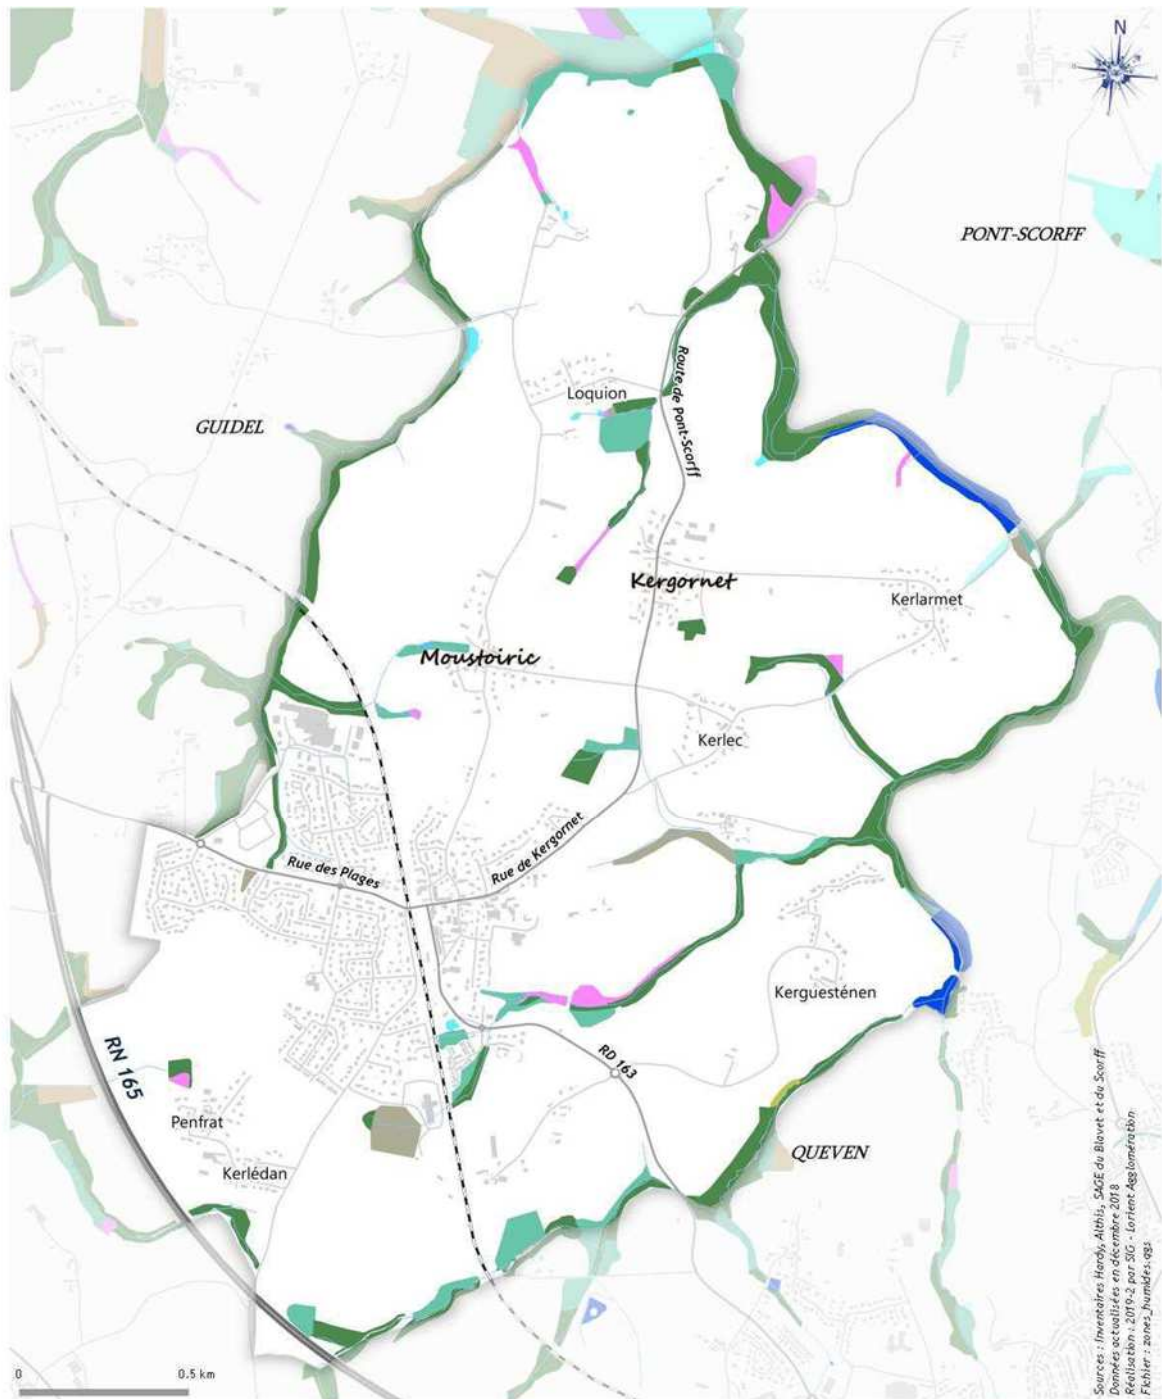 N
PONT-SCORFF
GUIDEL
Loquion
Route de Pont-Scorff
Kergornet
Kerlarmet
Moustoiric
Kerlec
Rue de Kergornet
Rue des Plages
Kerguesténen
RN 165
RD 163
Penfrat
QUEVEN
Kerlédan
0 0.5 km
Sources : Inventaires Hardy, Althis, SAGE du Blavet et du Scorff
Données actualisées en décembre 2018
Réalisation : 2019-2 par SIG - Lorient Agglomération
Fichier : zones_humides.qgs